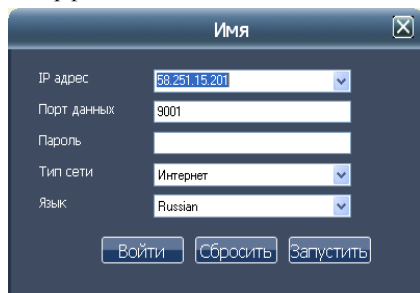 Имя
IP адрес 58.251.15.201
Порт данных 9001
Пароль
Тип сети Интернет
Язык Russian
Войти Сбросить Запустить